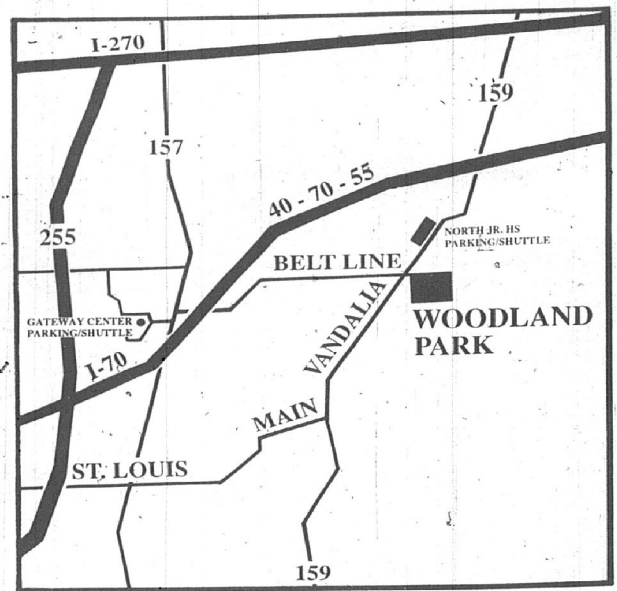 I-270
159
157
40 - 70 - 55
255
NORTH JR. HS
PARKING/SHUTTLE
BELT LINE
GATEWAY CENTER
PARKING/SHUTTLE
VANDALIA
WOODLAND
PARK
I-70
MAIN
ST. LOUIS
159